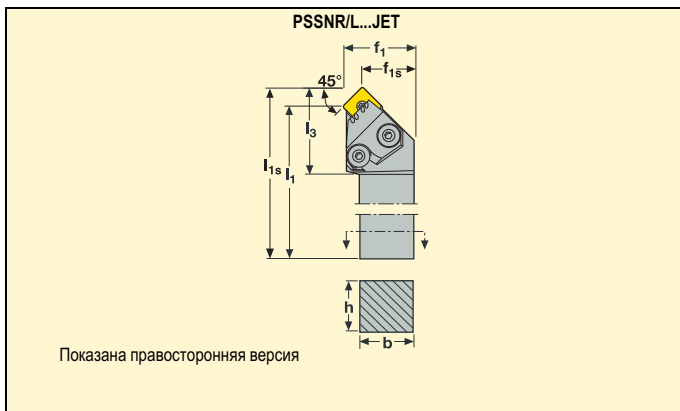 PSSNR/L...JET
f1
f1s
45°
l3
l1s
l1
h
b
Показана правосторонняя версия